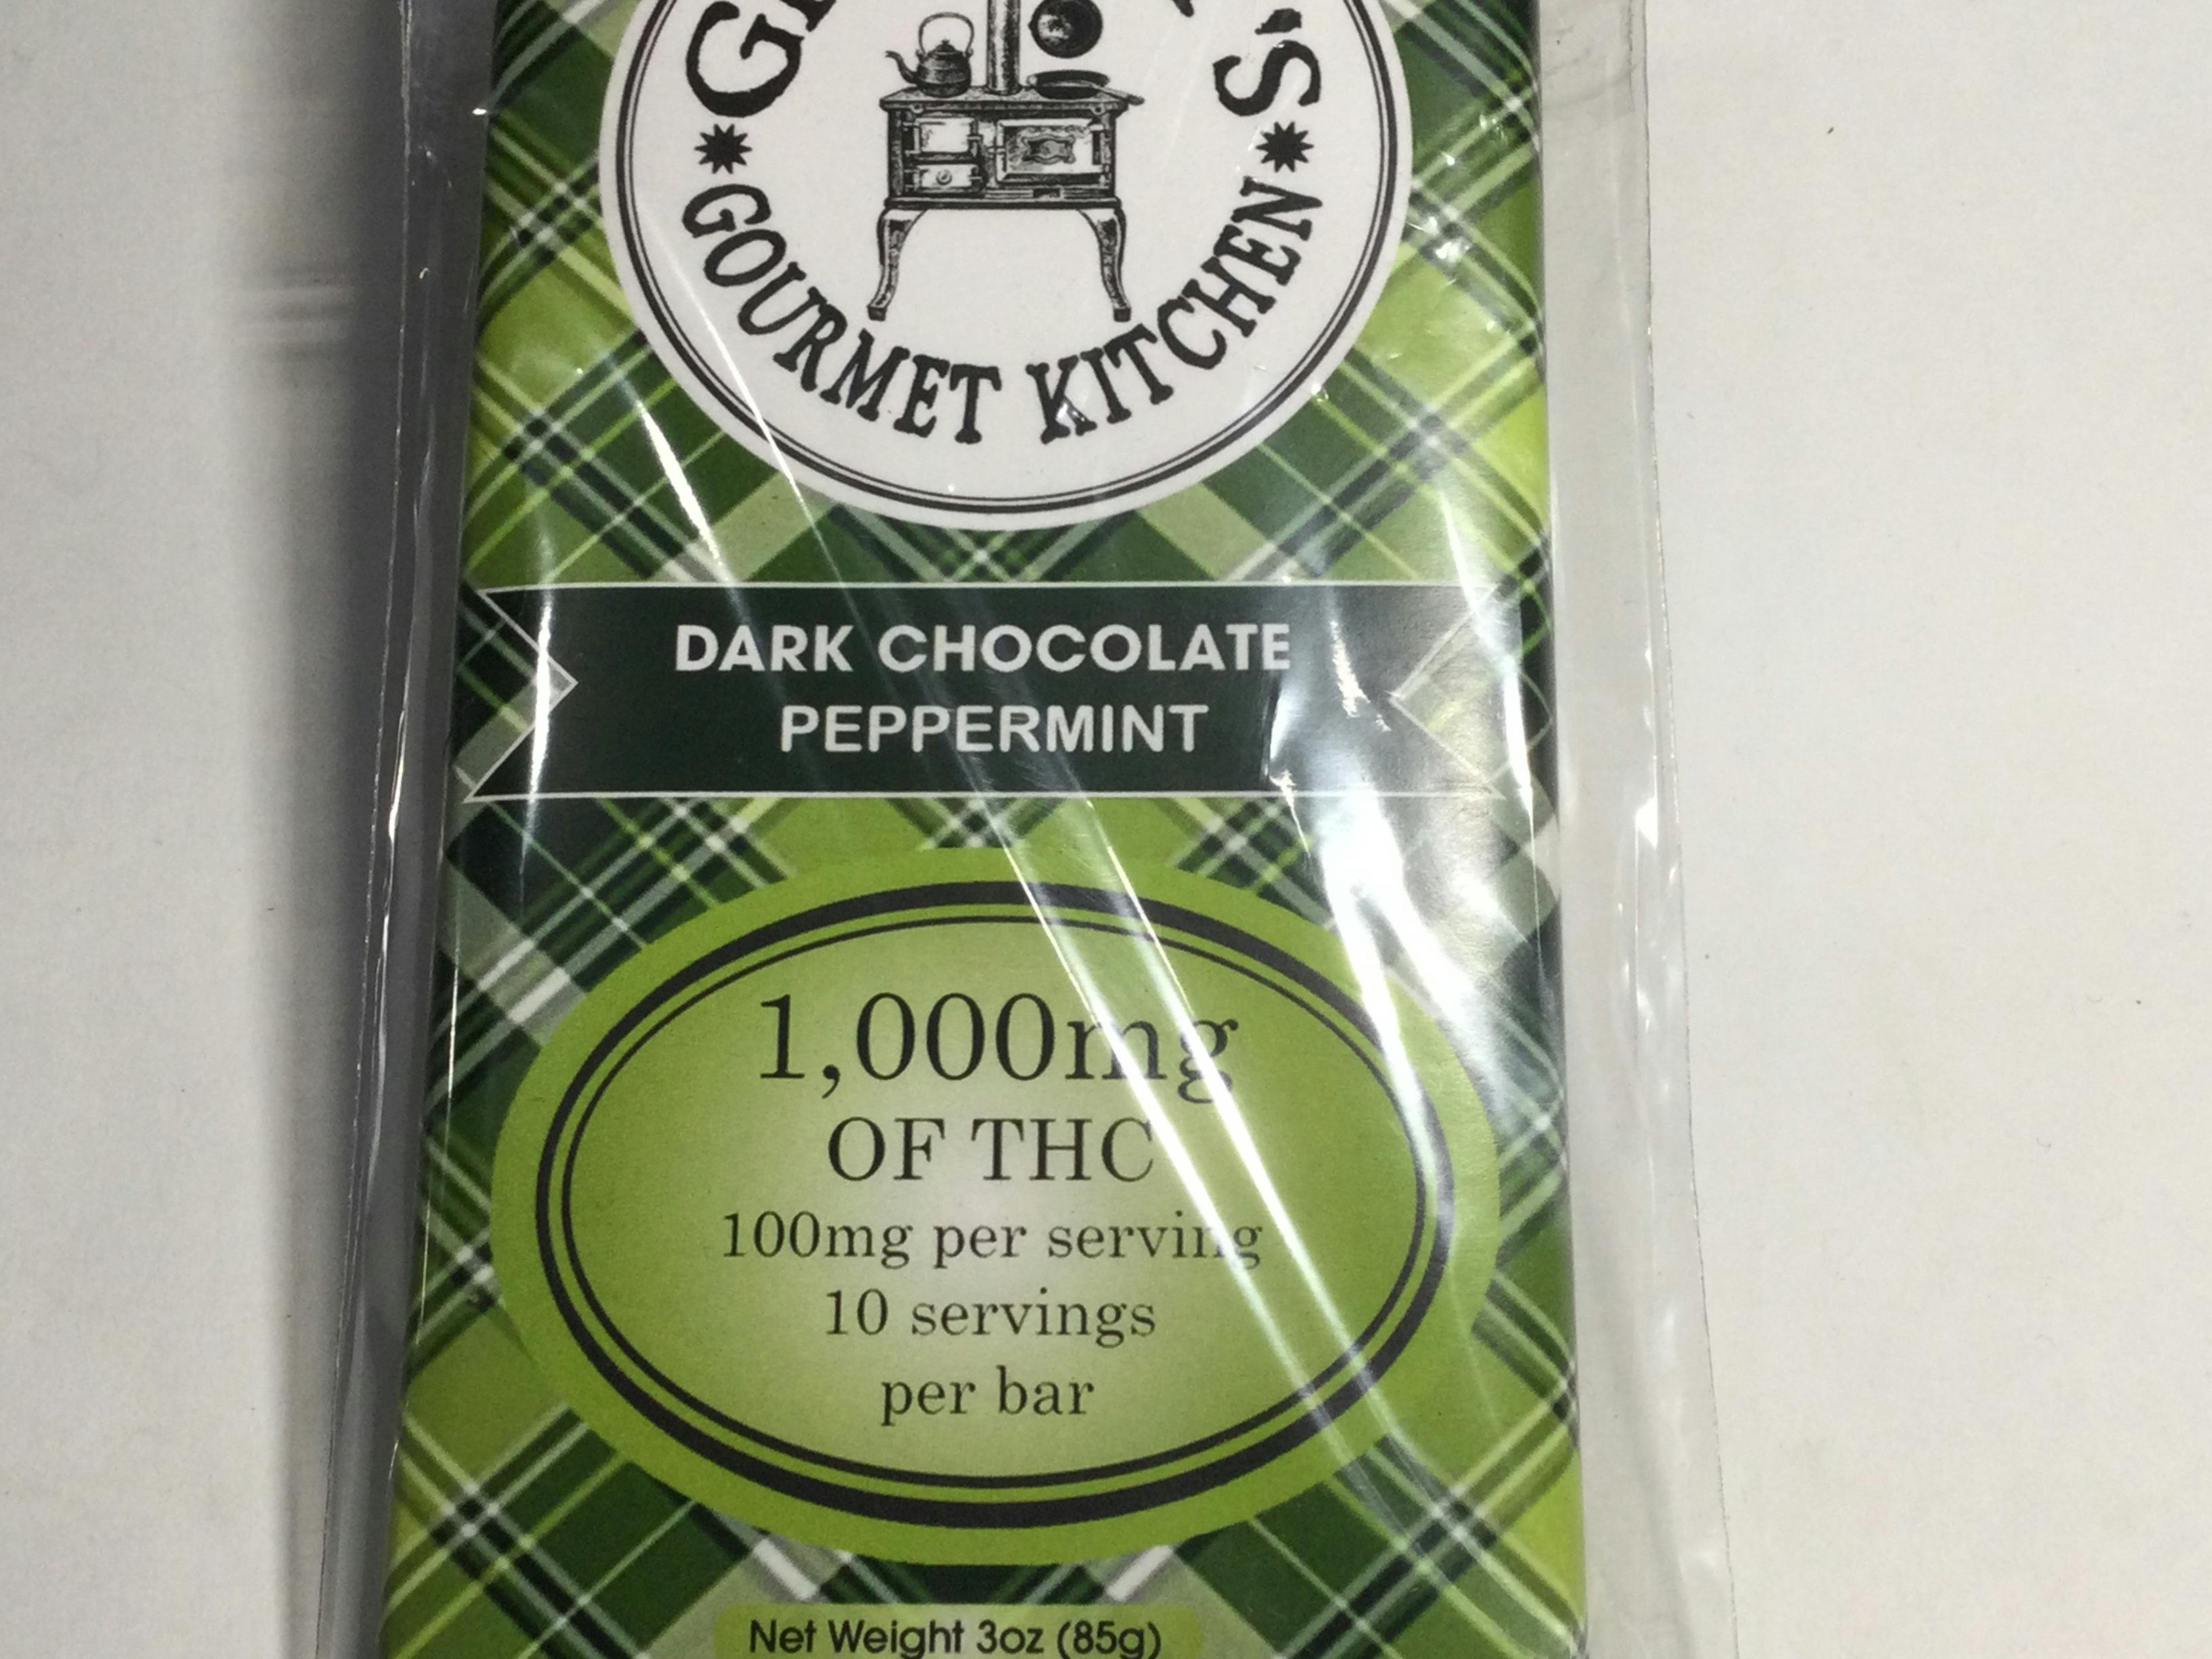 GOURMET KITCHEN
DARK CHOCOLATE
PEPPERMINT
1,000mg
OF THC
100mg per serving
10 servings
per bar
Net Weight 3oz (85g)